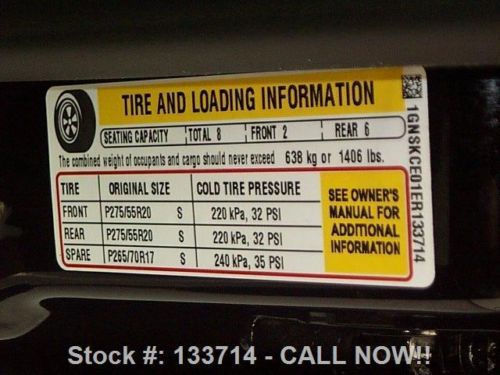 TIRE AND LOADING INFORMATION
SEATING CAPACITY TOTAL 8 FRONT 2 REAR 6
The combined weight of occupants and cargo should never exceed 638 kg or 1406 lbs.
TIRE ORIGINAL SIZE COLD TIRE PRESSURE
FRONT P275/55R20 S 220 kPa, 32 PSI
REAR P275/55R20 S 220 kPa, 32 PSI
SPARE P265/70R17 S 240 kPa, 35 PSI
SEE OWNER'S
MANUAL FOR
ADDITIONAL
INFORMATION
1GNSKCE01ER133714
Stock #: 133714 - CALL NOW!!